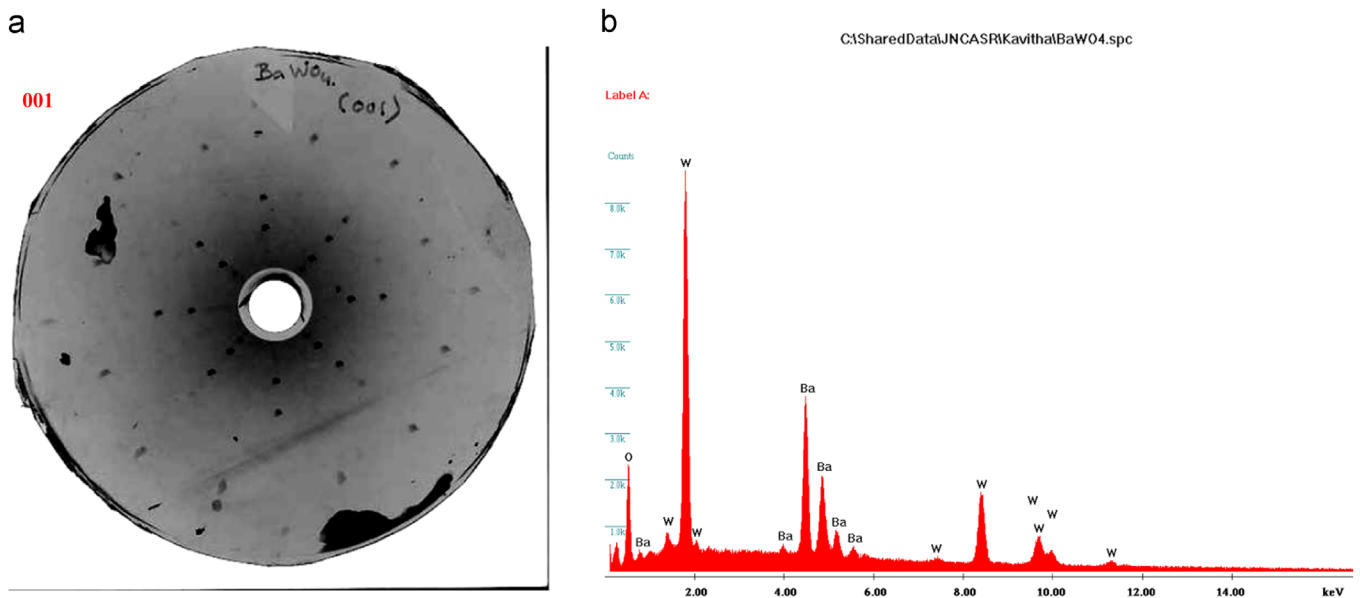 a
001
BaWO4.
(001)
b
C:\SharedData\JNCASR\Kavitha\BaWO4.spc
Label A:
Counts
8.0k
7.0k
6.0k
5.0k
4.0k
3.0k
2.0k
1.0k
W
Ba
Ba
O
Ba
W
W
Ba
Ba
Ba
W
W
W
W
W
W
2.00
4.00
6.00
8.00
10.00
12.00
14.00
keV